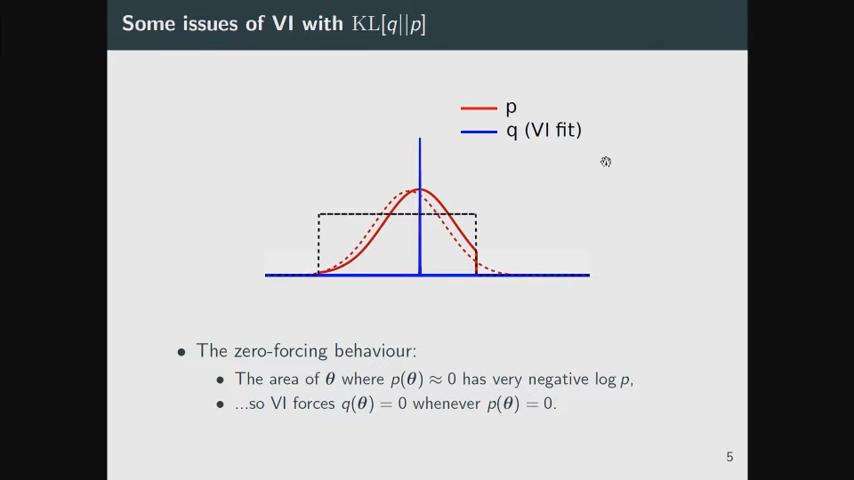 Some issues of VI with KL[q||p]
p
q (VI fit)
• The zero-forcing behaviour:
• The area of θ where p(θ) ≈ 0 has very negative log p,
• ...so VI forces q(θ) = 0 whenever p(θ) = 0.
5